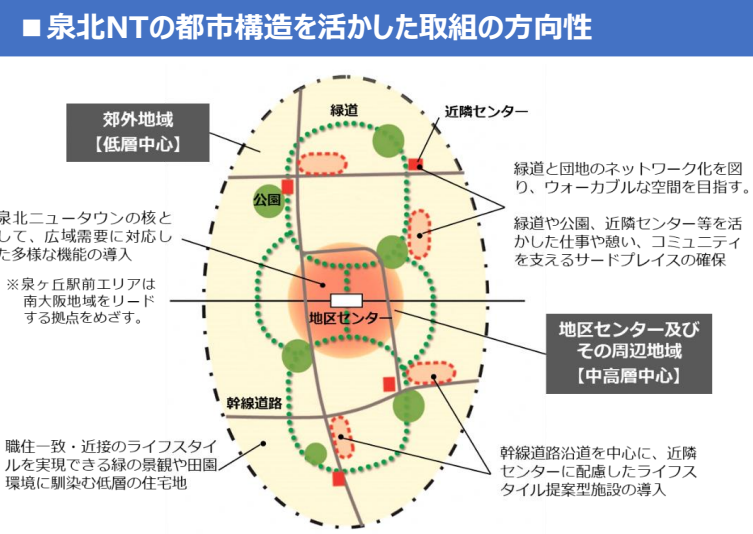 ■泉北NTの都市構造を活かした取組の方向性
郊外地域
【低層中心】
緑道
近隣センター
緑道と団地のネットワーク化を図
り、ウォーカブルな空間を目指す。
公園
泉北ニュータウンの核と
して、広域需要に対応し
た多様な機能の導入
緑道や公園、近隣センター等を活
かした仕事や憩い、コミュニティ
を支えるサードプレイスの確保
※泉ヶ丘駅前エリアは
南大阪地域をリード
する拠点をめざす。
地区センター
地区センター及び
その周辺地域
【中高層中心】
幹線道路
職住一致・近接のライフスタイ
ルを実現できる緑の景観や田園
環境に馴染む低層の住宅地
幹線道路沿道を中心に、近隣
センターに配慮したライフス
タイル提案型施設の導入